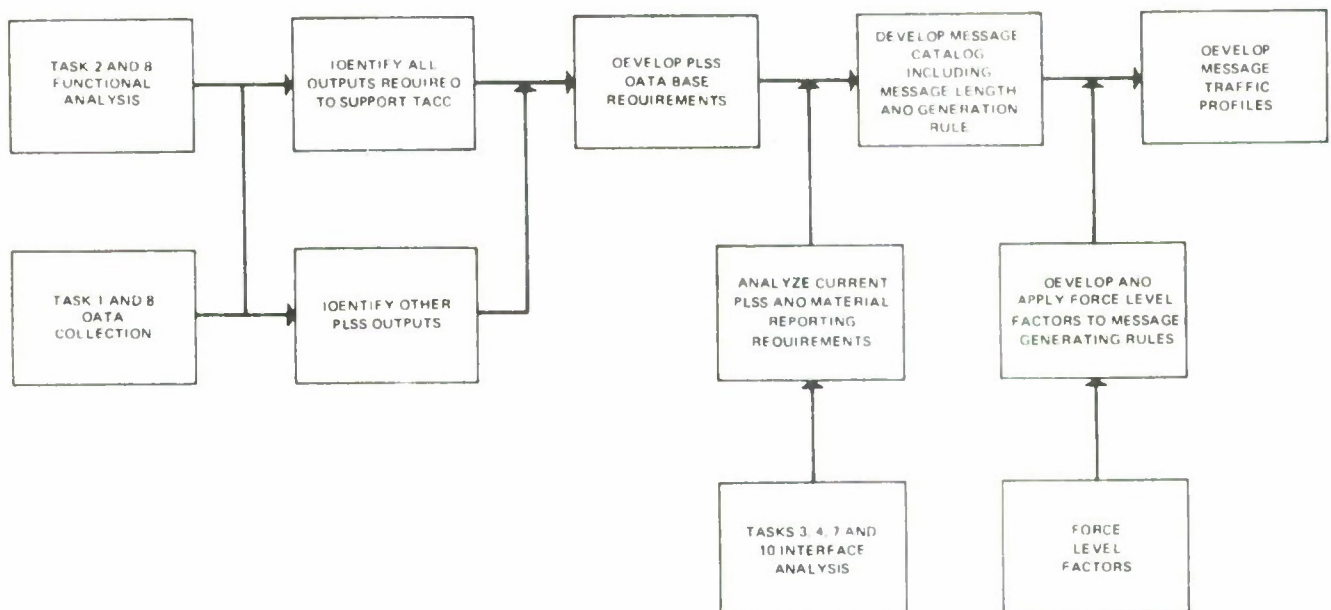 TASK 2 AND 8
FUNCTIONAL
ANALYSIS
IDENTIFY ALL
OUTPUTS REQUIRED
TO SUPPORT TACC
DEVELOP PLSS
DATA BASE
REQUIREMENTS
DEVELOP MESSAGE
CATALOG
INCLUDING
MESSAGE LENGTH
AND GENERATION
RULE
DEVELOP
MESSAGE
TRAFFIC
PROFILES
TASK 1 AND 8
DATA
COLLECTION
IDENTIFY OTHER
PLSS OUTPUTS
ANALYZE CURRENT
PLSS AND MATERIAL
REPORTING
REQUIREMENTS
DEVELOP AND
APPLY FORCE LEVEL
FACTORS TO MESSAGE
GENERATING RULES
TASKS 3, 4, 7 AND
10 INTERFACE
ANALYSIS
FORCE
LEVEL
FACTORS